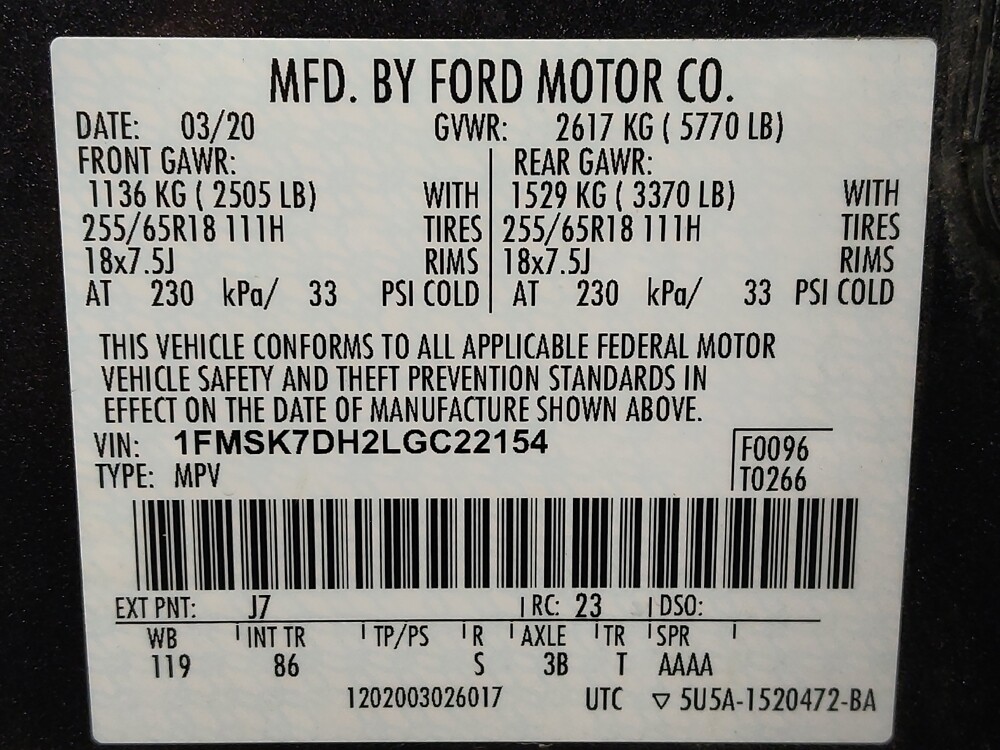 MFD. BY FORD MOTOR CO.
DATE: 03/20 GVWR: 2617 KG ( 5770 LB)
FRONT GAWR: REAR GAWR:
1136 KG ( 2505 LB) WITH 1529 KG ( 3370 LB) WITH
255/65R18 111H TIRES 255/65R18 111H TIRES
18x7.5J RIMS 18x7.5J RIMS
AT 230 kPa/ 33 PSI COLD AT 230 kPa/ 33 PSI COLD
THIS VEHICLE CONFORMS TO ALL APPLICABLE FEDERAL MOTOR
VEHICLE SAFETY AND THEFT PREVENTION STANDARDS IN
EFFECT ON THE DATE OF MANUFACTURE SHOWN ABOVE.
VIN: 1FMSK7DH2LGC22154 F0096
TYPE: MPV T0266
EXT PNT: J7 RC: 23 DSO:
WB INT TR TP/PS R AXLE TR SPR
119 86 S 3B T AAAA
1202003026017 UTC ▽ 5U5A-1520472-BA